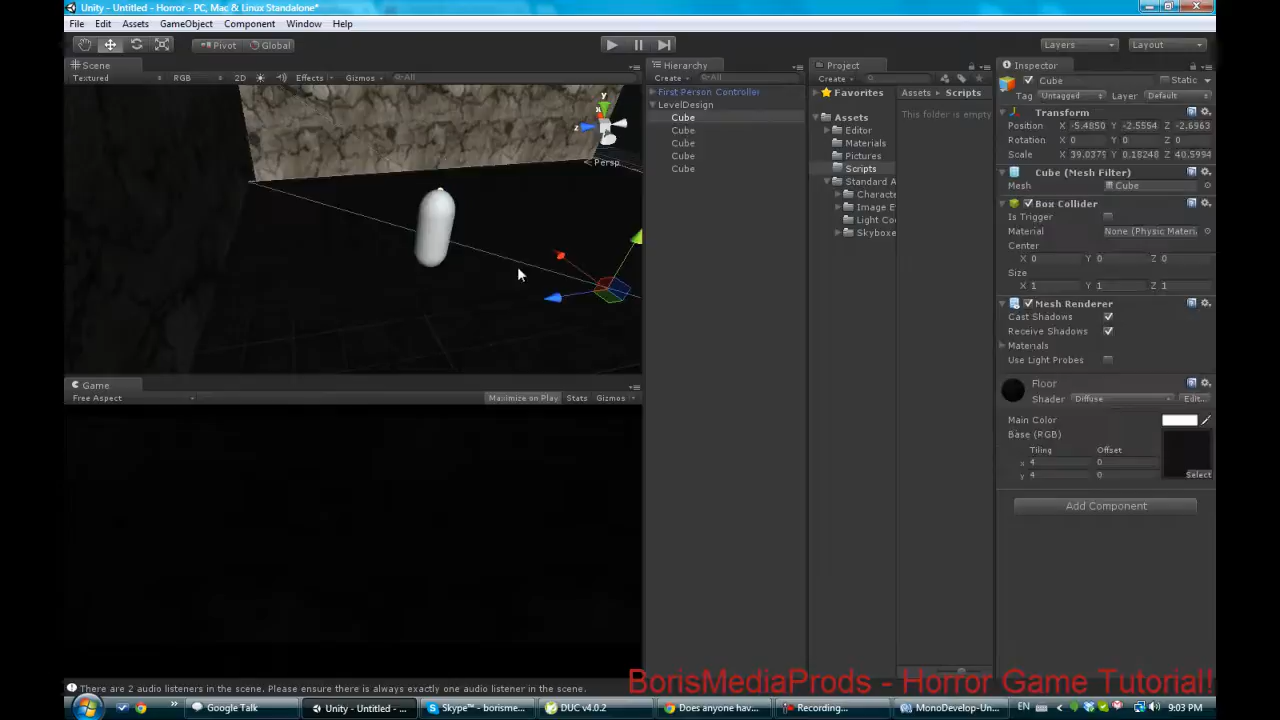 Unity - Untitled - Horror - PC, Mac & Linux Standalone*
File Edit Assets GameObject Component Window Help
Pivot Global Layers Layout
Scene
Textured RGB 2D Effects Gizmos All
y
x
z
Persp
Game
Free Aspect Maximize on Play Stats Gizmos
Hierarchy
Create All
First Person Controller
LevelDesign
Cube
Cube
Cube
Cube
Cube
Project
Create
Favorites
Assets
Editor
Materials
Pictures
Scripts
Standard A
Characte
Image E
Light Co
Skyboxe
Assets Scripts
This folder is empty
Inspector
Cube Static
Tag Untagged Layer Default
Transform
Position X -5.4850 Y -2.5554 Z -2.6963
Rotation X 0 Y 0 Z 0
Scale X 39.0379 Y 0.18248 Z 40.5994
Cube (Mesh Filter)
Mesh Cube
Box Collider
Is Trigger
Material None (Physic Materi
Center
X 0 Y 0 Z 0
Size
X 1 Y 1 Z 1
Mesh Renderer
Cast Shadows
Receive Shadows
Materials
Use Light Probes
Floor
Shader Diffuse Edit...
Main Color
Base (RGB)
Tiling Offset
x 4 0
y 4 0
Select
Add Component
There are 2 audio listeners in the scene. Please ensure there is always exactly one audio listener in the scene.
BorisMediaProds - Horror Game Tutorial!
Google Talk Unity - Untitled - ... Skype™ - borisme... DUC v4.0.2 Does anyone hav... Recording... MonoDevelop-Un... EN 9:03 PM